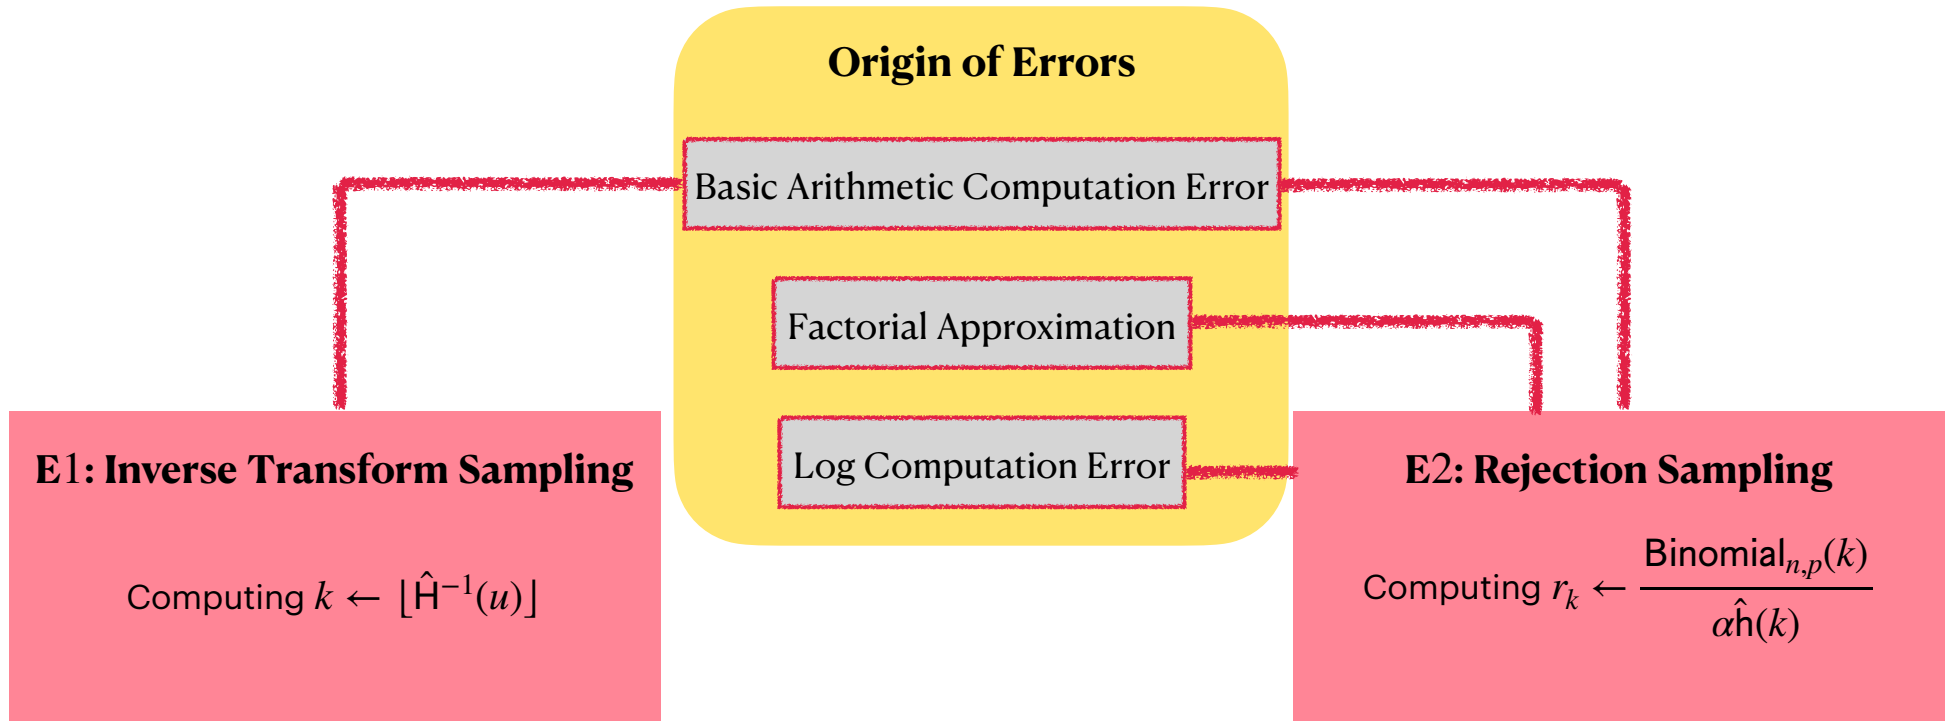 Origin of Errors
Basic Arithmetic Computation Error
Factorial Approximation
Log Computation Error
E1: Inverse Transform Sampling
Computing k ← ⌊Ĥ⁻¹(u)⌋
E2: Rejection Sampling
Computing rₖ ← Binomialₙ,ₚ(k) / αĥ(k)